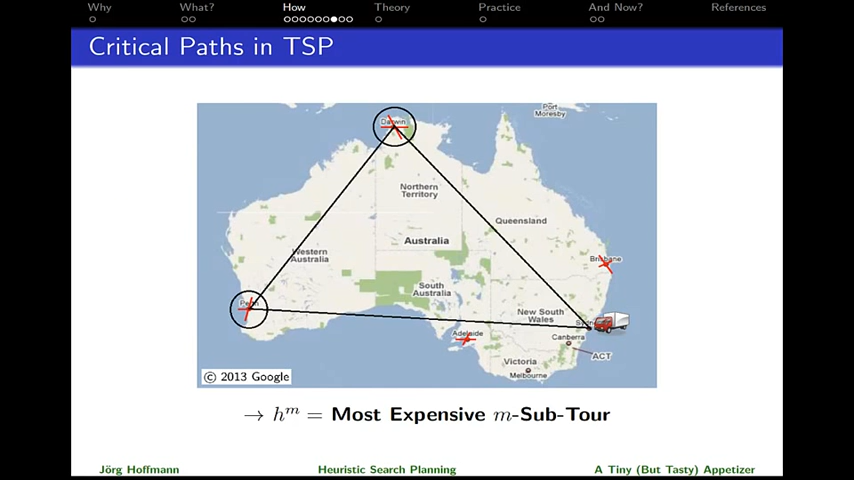 Why What? How Theory Practice And Now? References
Critical Paths in TSP
Port
Moresby
Darwin
Northern
Territory
Queensland
Australia
Western
Australia
Brisbane
South
Australia
Perth
New South
Wales
Sydney
Adelaide
Canberra
ACT
Victoria
Melbourne
© 2013 Google
→ hᵐ = Most Expensive m-Sub-Tour
Jörg Hoffmann Heuristic Search Planning A Tiny (But Tasty) Appetizer